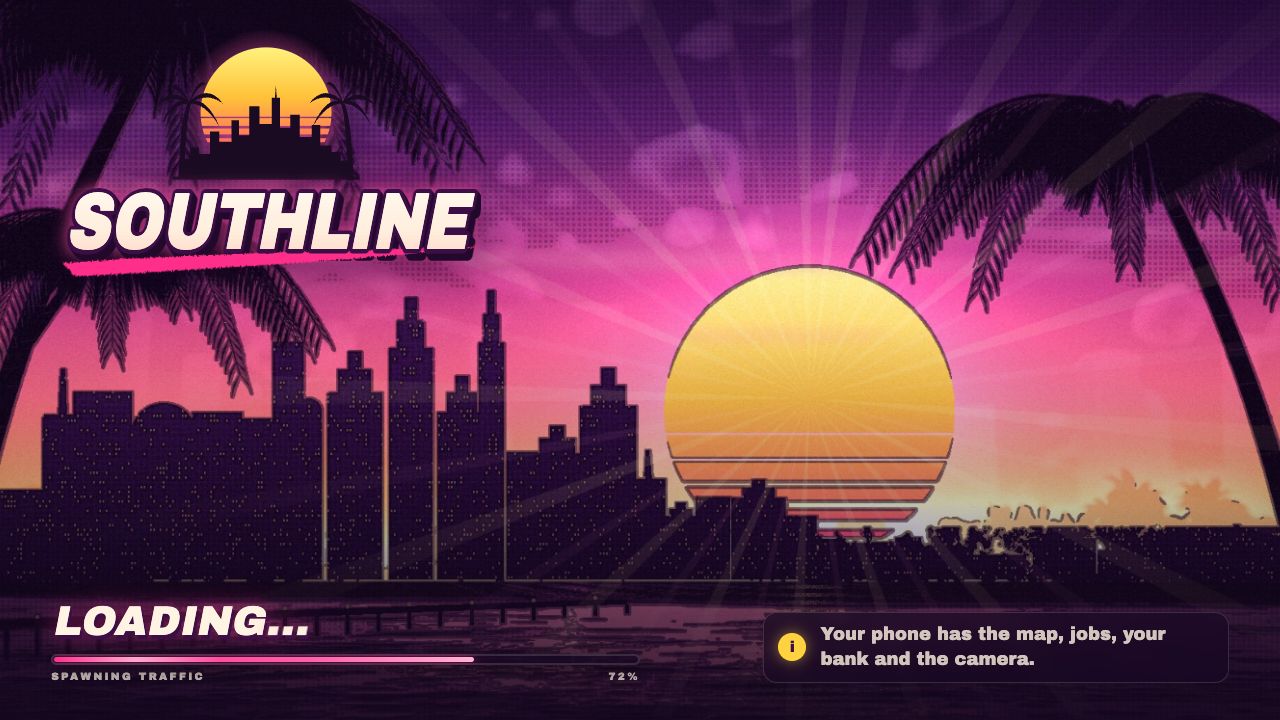 SOUTHLINE
LOADING...
SPAWNING TRAFFIC
72%
i
Your phone has the map, jobs, your
bank and the camera.